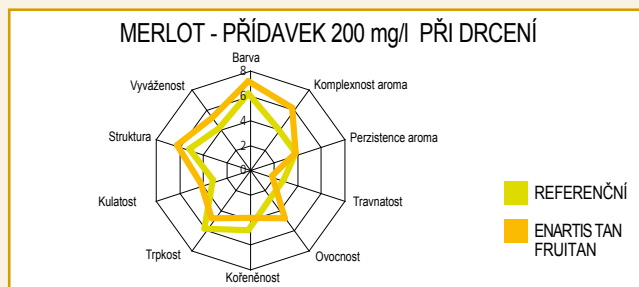 MERLOT - PŘÍDAVEK 200 mg/l PŘI DRCENÍ
Barva
8
Vyváženost
Komplexnost aroma
6
4
Struktura
Perzistence aroma
2
0
Kulatost
Travnatost
REFERENČNÍ
ENARTIS TAN
FRUITAN
Trpkost
Ovocnost
Kořeněnost